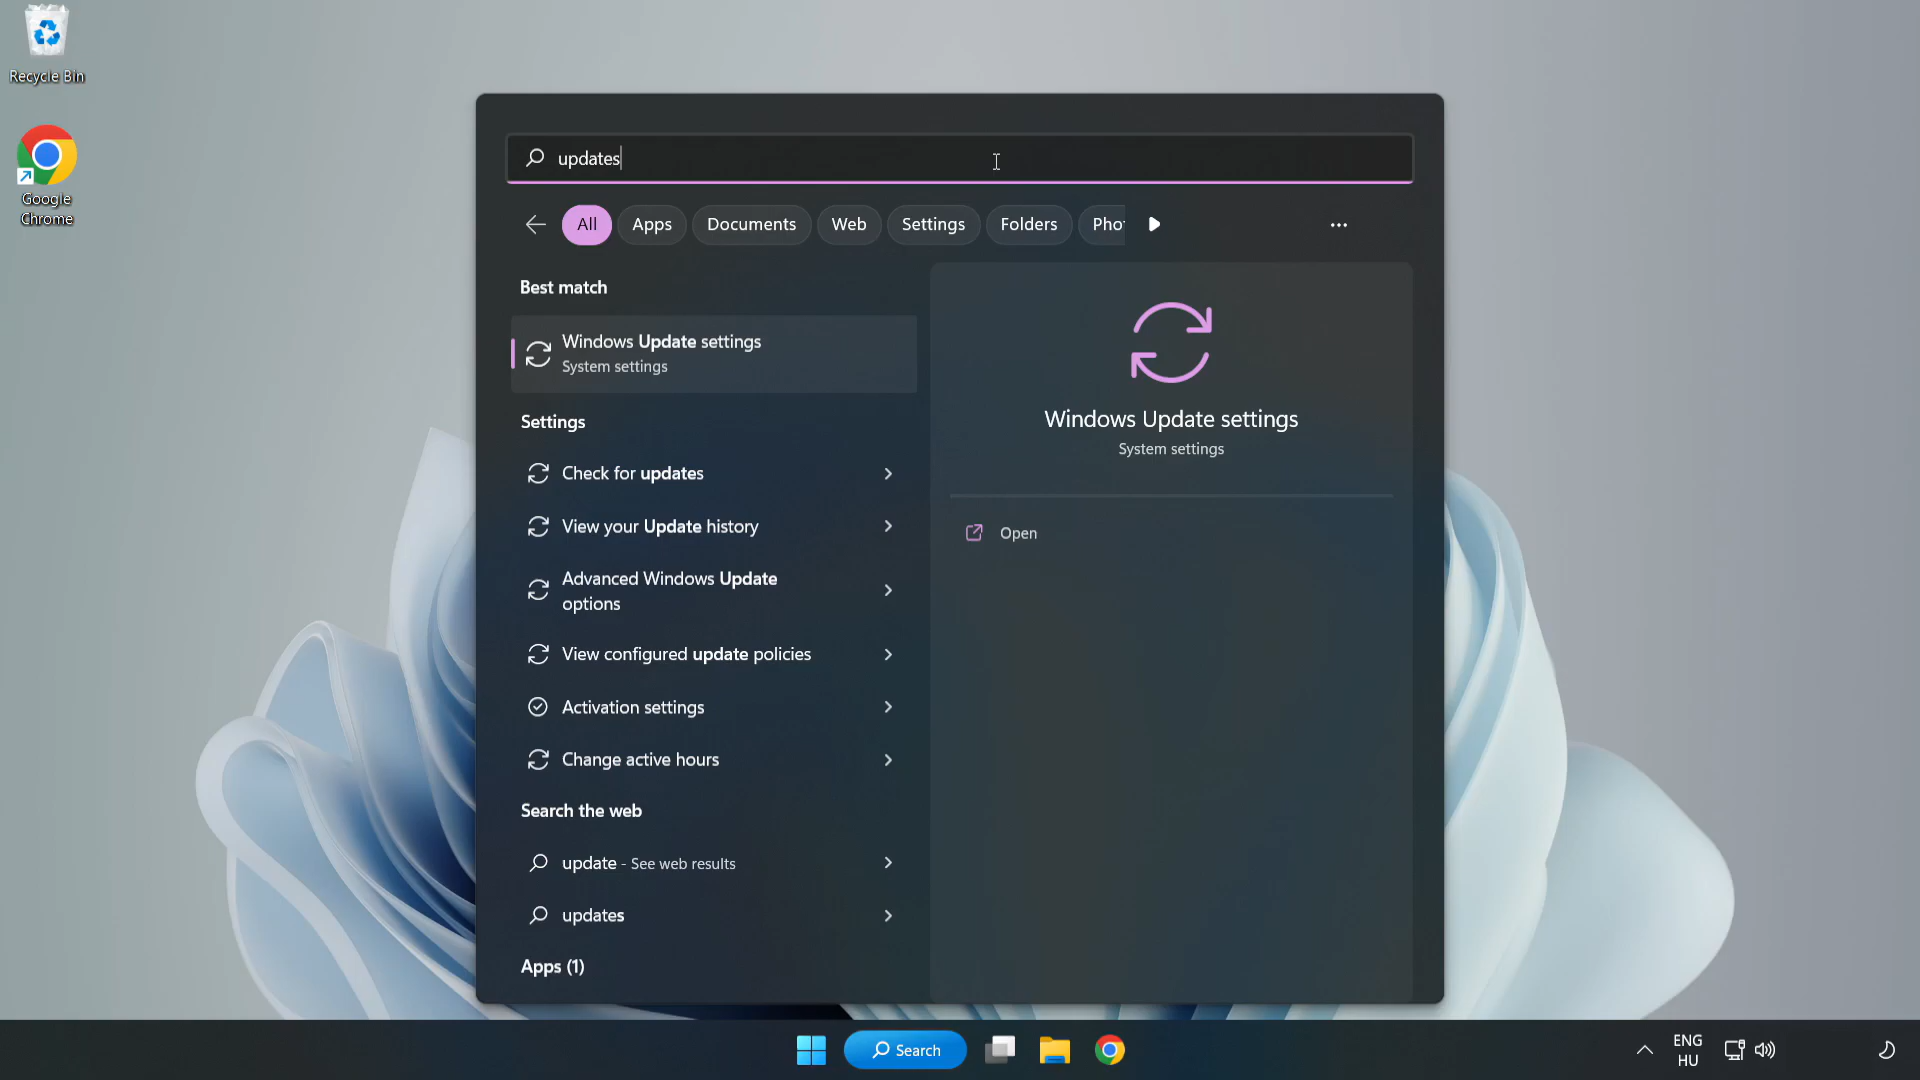 Recycle Bin
Google
Chrome
updates
All
Apps
Documents
Web
Settings
Folders
Pho
Best match
Windows Update settings
System settings
Settings
Check for updates
View your Update history
Advanced Windows Update
options
View configured update policies
Activation settings
Change active hours
Search the web
update - See web results
updates
Apps (1)
Windows Update settings
System settings
Open
Search
ENG
HU